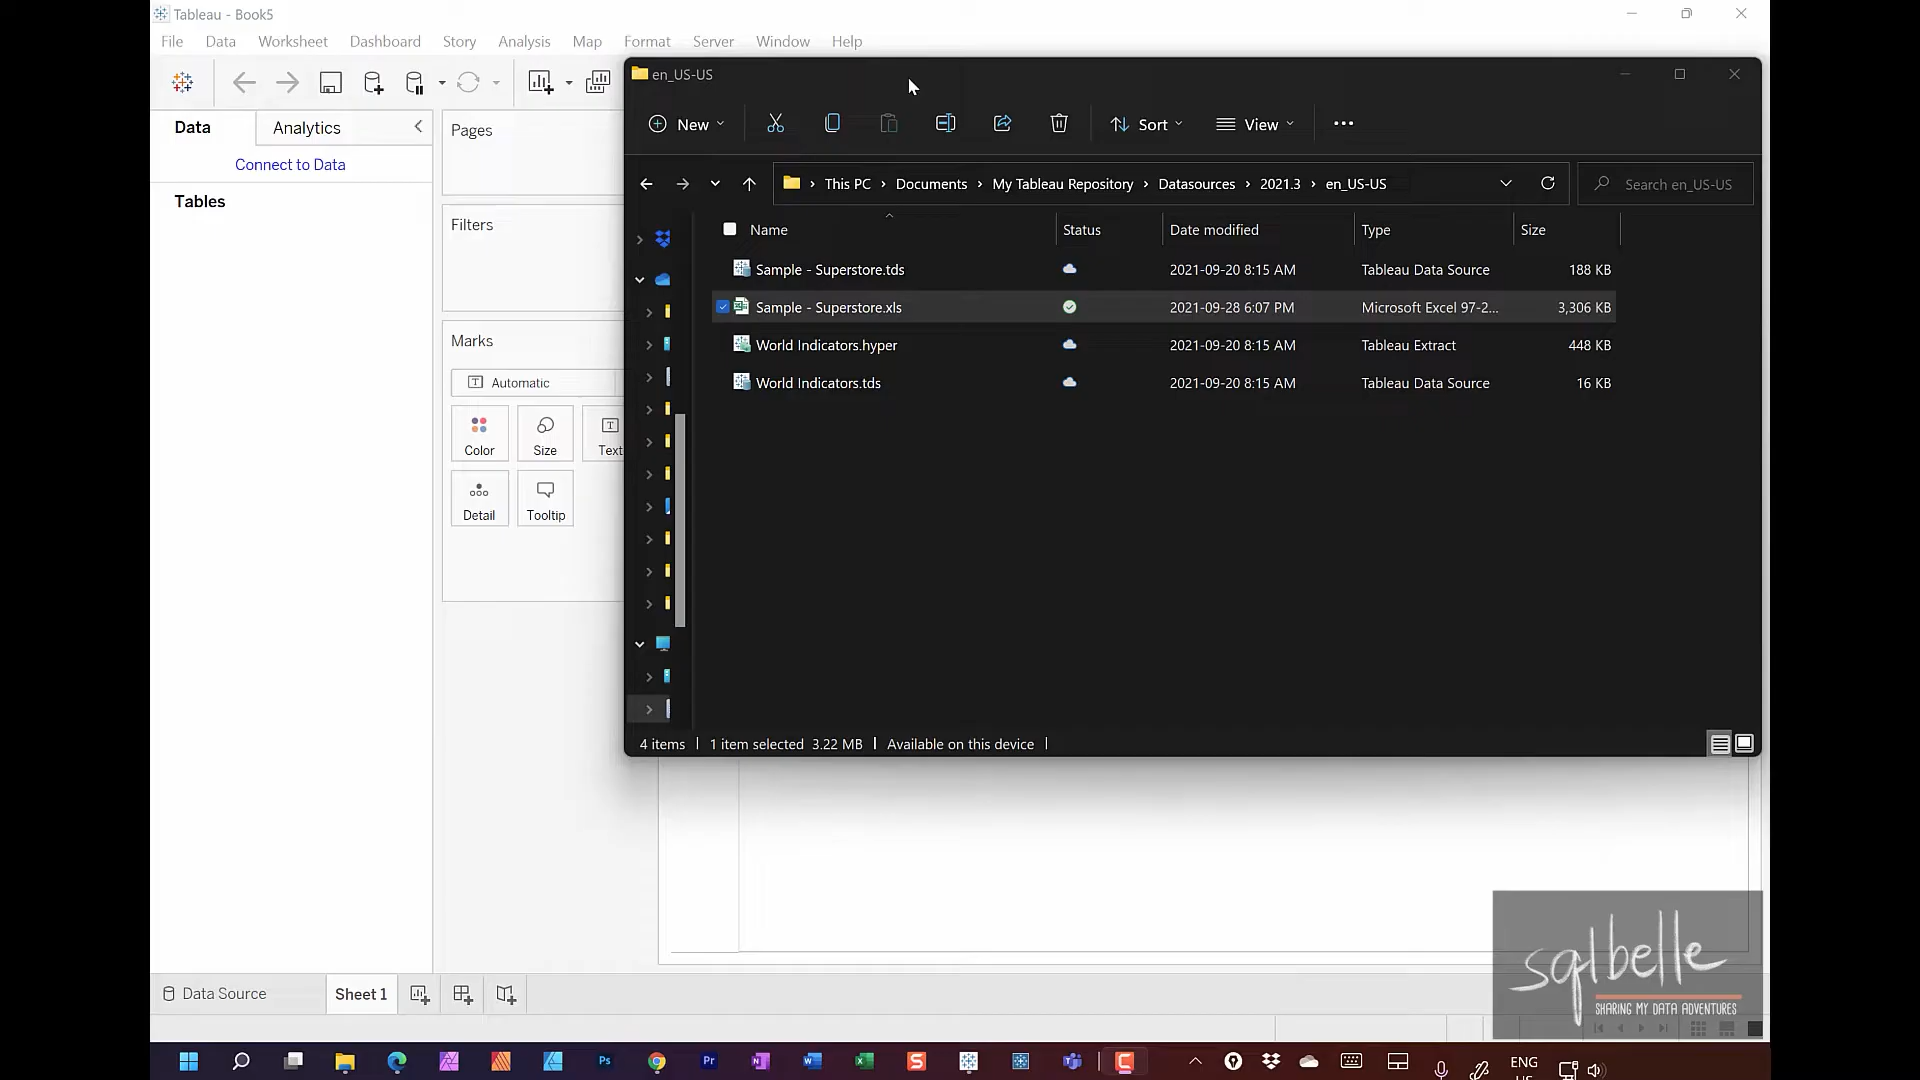 Tableau - Book5
File Data Worksheet Dashboard Story Analysis Map Format Server Window Help
Data Analytics
Connect to Data
Tables
Pages
Filters
Marks
Automatic
Color Size Text
Detail Tooltip
en_US-US
New Sort View
This PC Documents My Tableau Repository Datasources 2021.3 en_US-US Search en_US-US
Name Status Date modified Type Size
Sample - Superstore.tds 2021-09-20 8:15 AM Tableau Data Source 188 KB
Sample - Superstore.xls 2021-09-28 6:07 PM Microsoft Excel 97-2... 3,306 KB
World Indicators.hyper 2021-09-20 8:15 AM Tableau Extract 448 KB
World Indicators.tds 2021-09-20 8:15 AM Tableau Data Source 16 KB
4 items 1 item selected 3.22 MB Available on this device
sqlbelle
SHARING MY DATA ADVENTURES
Data Source Sheet 1
Ps Pr ENG